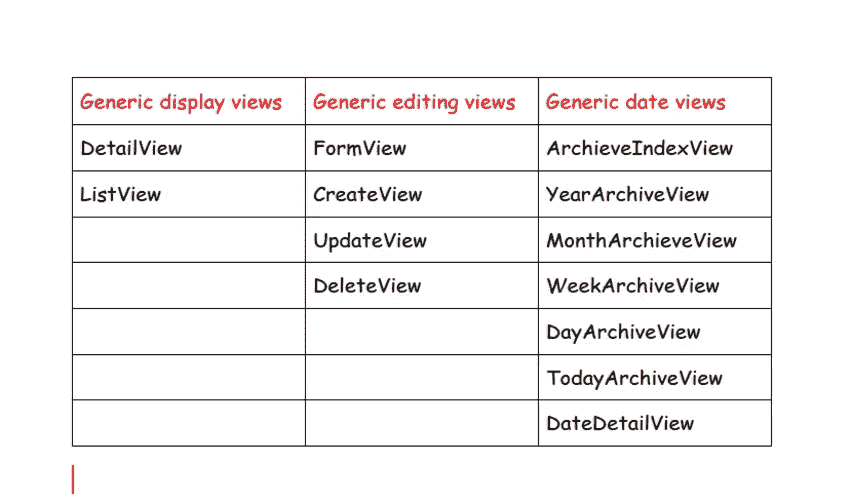 Generic display views Generic editing views Generic date views
DetailView FormView ArchieveIndexView
ListView CreateView YearArchiveView
UpdateView MonthArchieveView
DeleteView WeekArchiveView
DayArchiveView
TodayArchiveView
DateDetailView